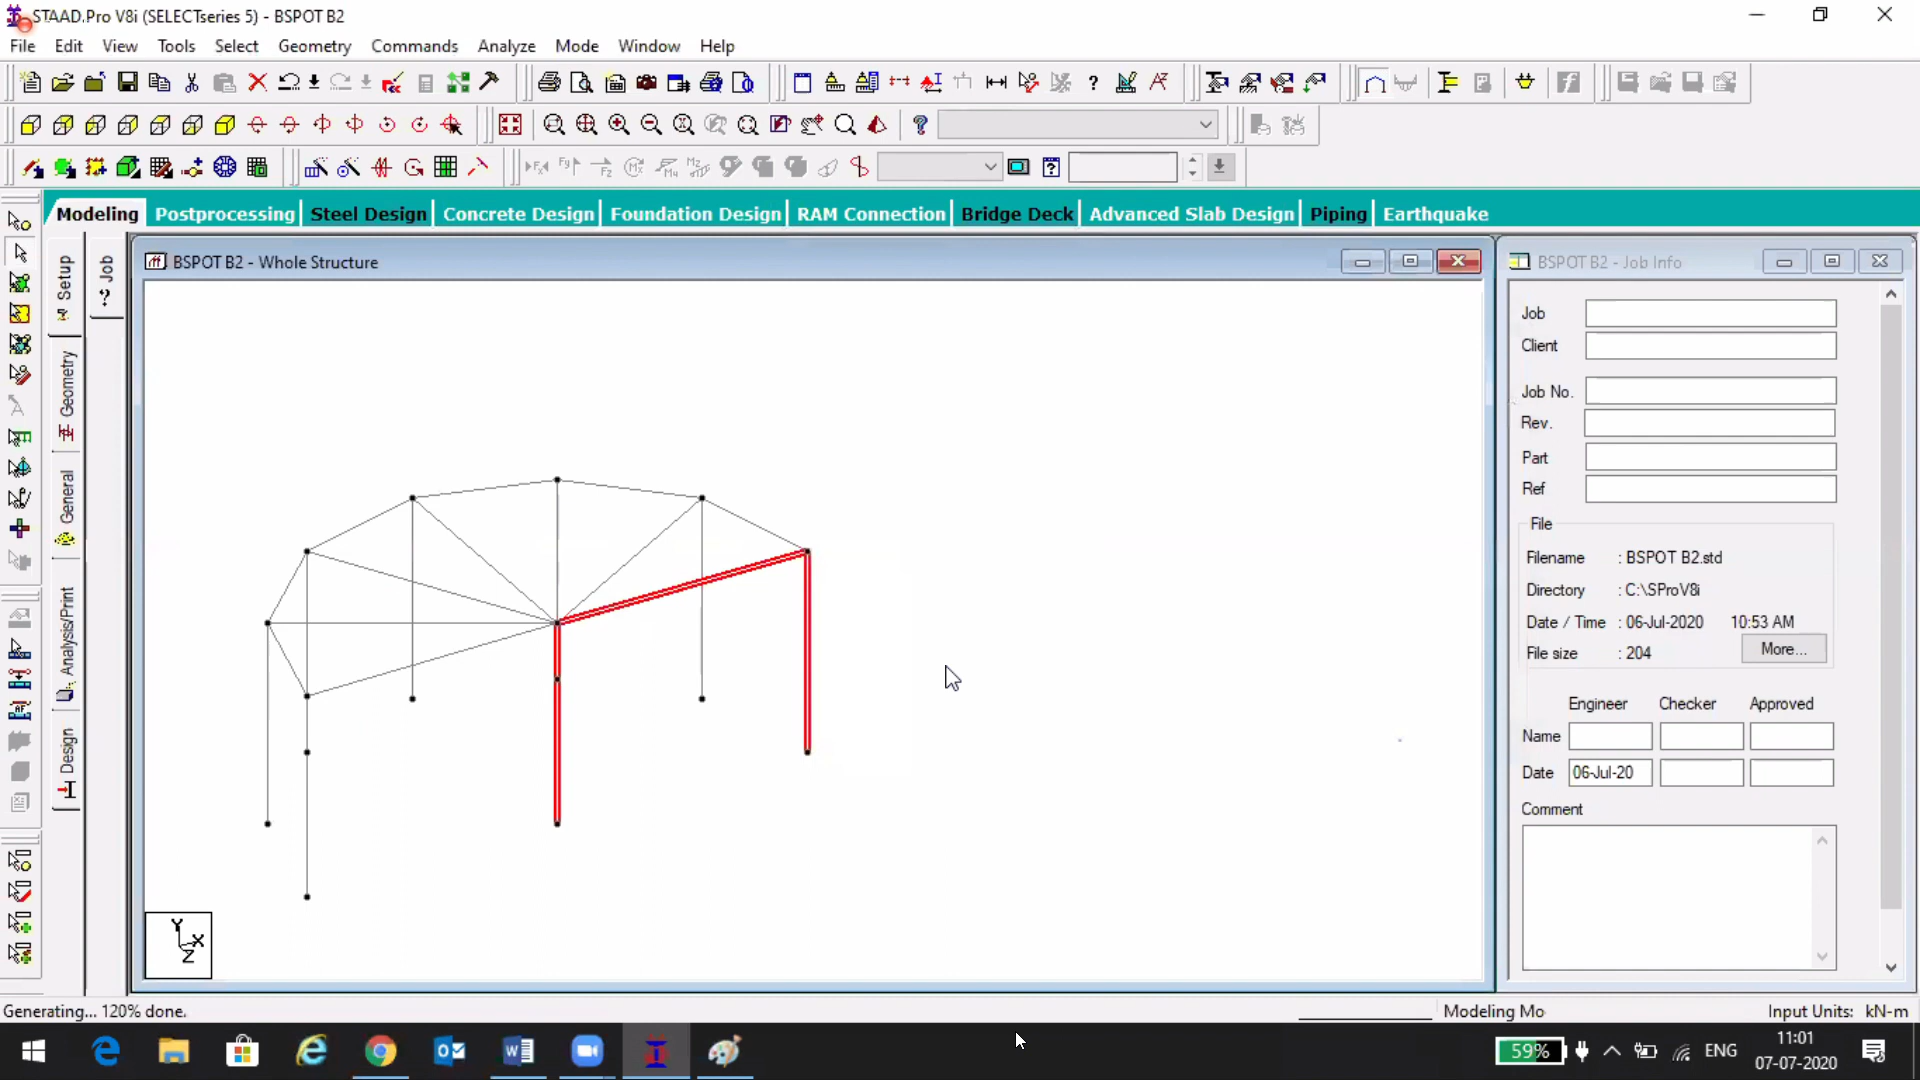 STAAD.Pro V8i (SELECTseries 5) - BSPOT B2
File Edit View Tools Select Geometry Commands Analyze Mode Window Help
Modeling Postprocessing Steel Design Concrete Design Foundation Design RAM Connection Bridge Deck Advanced Slab Design Piping Earthquake
Setup
Geometry
General
Analysis/Print
Design
Job
BSPOT B2 - Whole Structure
Y
X
Z
BSPOT B2 - Job Info
Job
Client
Job No.
Rev.
Part
Ref
File
Filename : BSPOT B2.std
Directory : C:\SProV8i
Date / Time : 06-Jul-2020 10:53 AM
File size : 204 More...
Engineer Checker Approved
Name
Date 06-Jul-20
Comment
Generating... 120% done. Modeling Mo Input Units: kN-m
59% ENG 11:01
07-07-2020